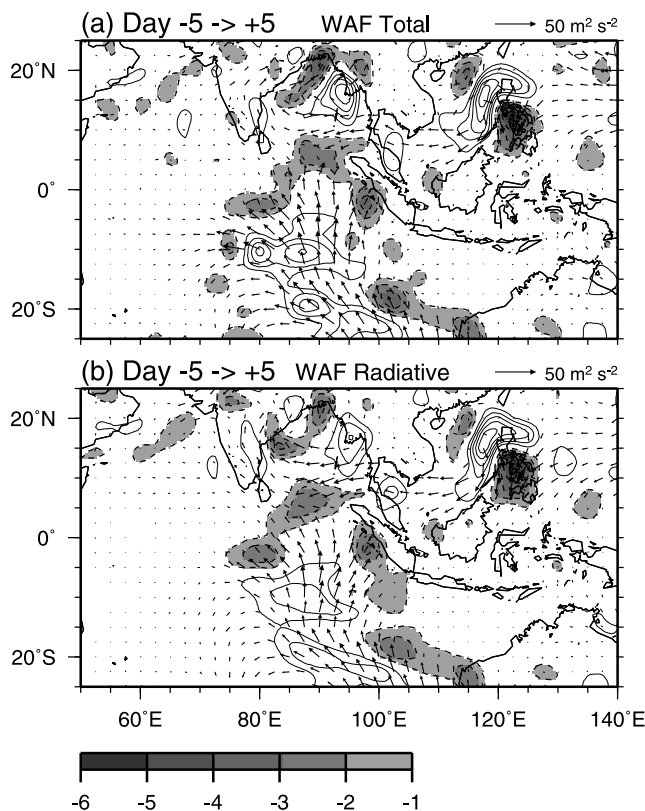 (a) Day -5 -> +5 WAF Total 50 m² s⁻²
20°N
0°
20°S
(b) Day -5 -> +5 WAF Radiative 50 m² s⁻²
20°N
0°
20°S
60°E 80°E 100°E 120°E 140°E
-6 -5 -4 -3 -2 -1